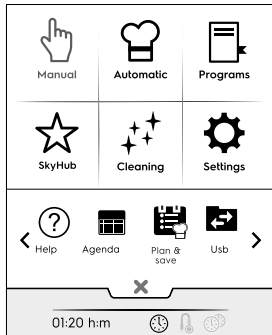 Manual Automatic Programs
SkyHub Cleaning Settings
? Help Agenda Plan & save Usb
01:20 h:m